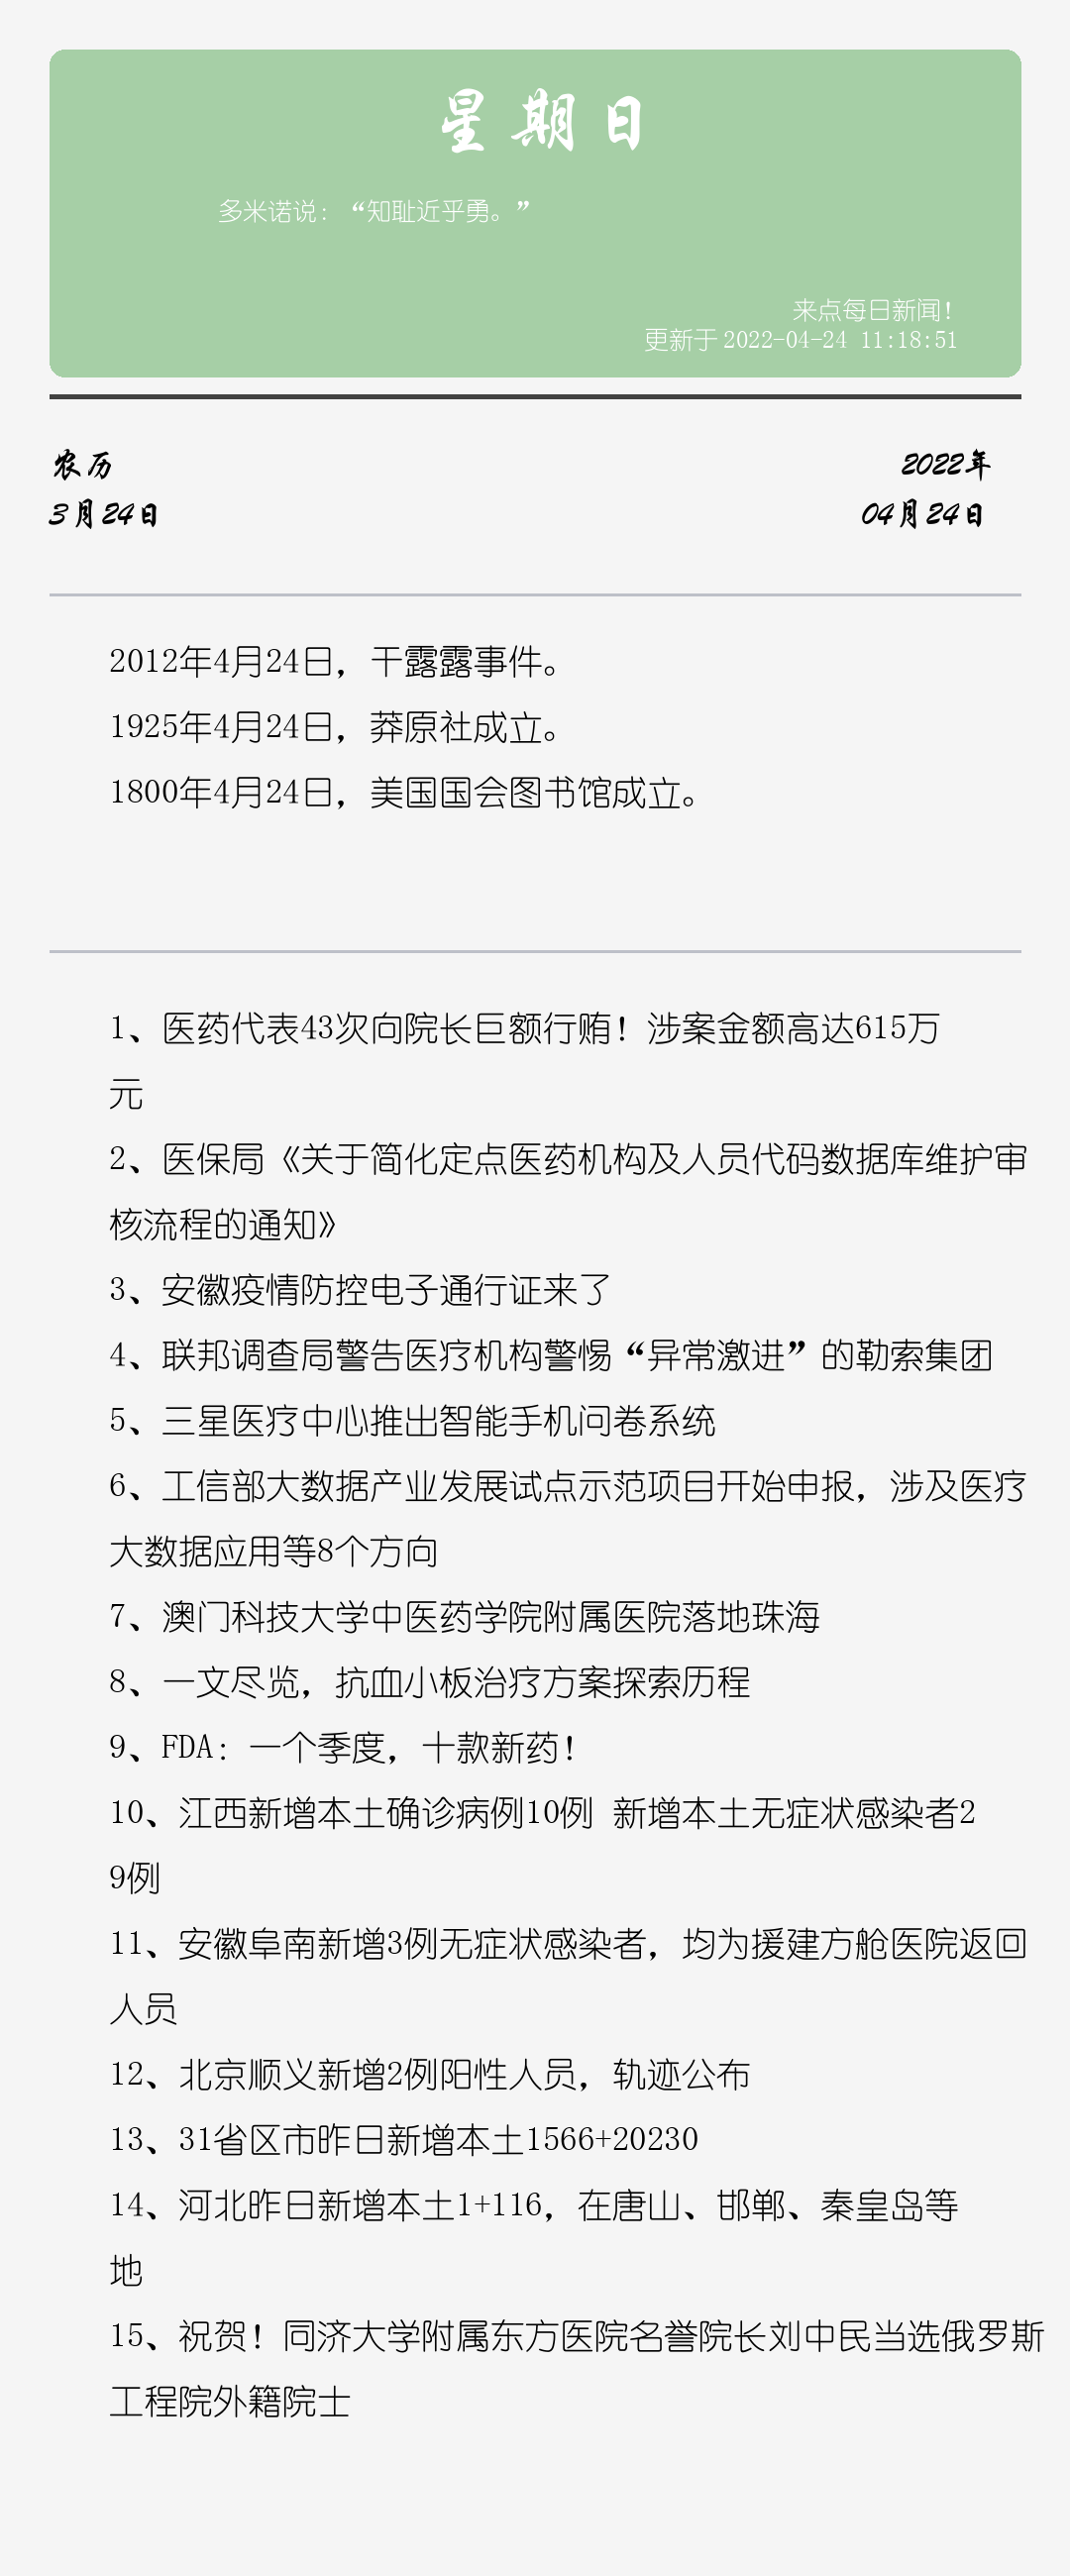 星期日
多米诺说：“知耻近乎勇。”
来点每日新闻！
更新于 2022-04-24 11:18:51
农历
2022年
3月24日
04月24日
2012年4月24日，干露露事件。
1925年4月24日，莽原社成立。
1800年4月24日，美国国会图书馆成立。
1、医药代表43次向院长巨额行贿！涉案金额高达615万
元
2、医保局《关于简化定点医药机构及人员代码数据库维护审
核流程的通知》
3、安徽疫情防控电子通行证来了
4、联邦调查局警告医疗机构警惕“异常激进”的勒索集团
5、三星医疗中心推出智能手机问卷系统
6、工信部大数据产业发展试点示范项目开始申报，涉及医疗
大数据应用等8个方向
7、澳门科技大学中医药学院附属医院落地珠海
8、一文尽览，抗血小板治疗方案探索历程
9、FDA：一个季度，十款新药！
10、江西新增本土确诊病例10例 新增本土无症状感染者2
9例
11、安徽阜南新增3例无症状感染者，均为援建方舱医院返回
人员
12、北京顺义新增2例阳性人员，轨迹公布
13、31省区市昨日新增本土1566+20230
14、河北昨日新增本土1+116，在唐山、邯郸、秦皇岛等
地
15、祝贺！同济大学附属东方医院名誉院长刘中民当选俄罗斯
工程院外籍院士